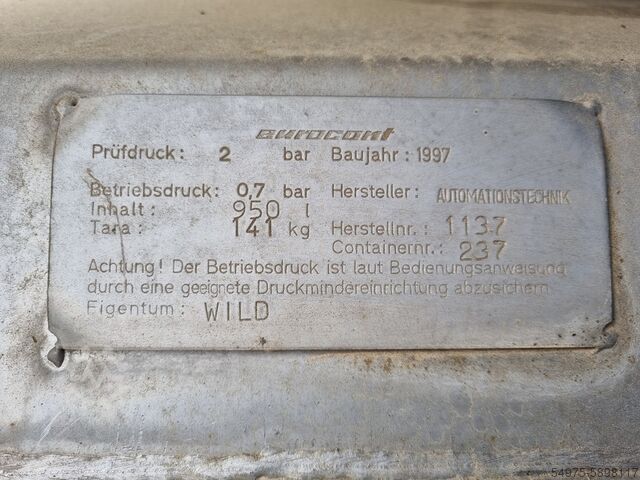 eurocont
Prüfdruck: 2 bar Baujahr: 1997
Betriebsdruck: 0,7 bar Hersteller: AUTOMATIONSTECHNIK
Inhalt: 950 l
Tara: 141 kg Herstellnr.: 1137
Containernr.: 237
Achtung! Der Betriebsdruck ist laut Bedienungsanweisung
durch eine geeignete Druckmindereinrichtung abzusichern
Eigentum: WILD
54975-5898117